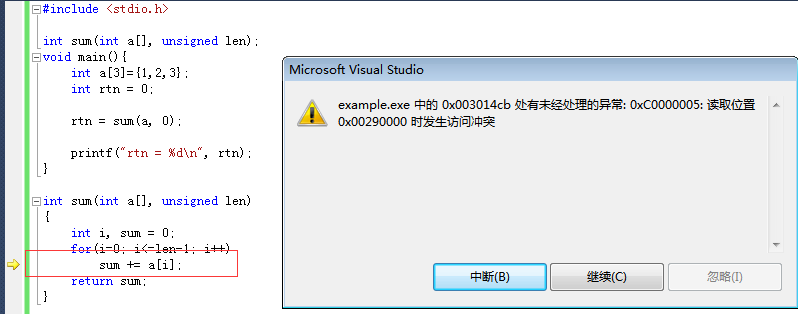 #include <stdio.h>
int sum(int a[], unsigned len);
void main(){
int a[3]={1,2,3};
int rtn = 0;
rtn = sum(a, 0);
printf("rtn = %d\n", rtn);
}
int sum(int a[], unsigned len)
{
int i, sum = 0;
for(i=0; i<=len-1; i++)
sum += a[i];
return sum;
}
Microsoft Visual Studio
example.exe 中的 0x003014cb 处有未经处理的异常: 0xC0000005: 读取位置
0x00290000 时发生访问冲突
中断(B)
继续(C)
忽略(I)